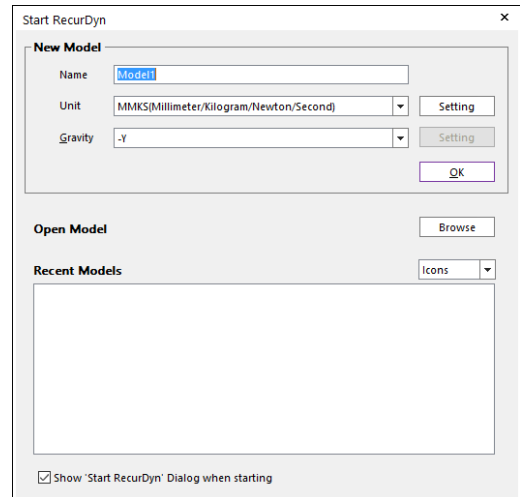 Start RecurDyn
New Model
Name Model1
Unit MMKS(Millimeter/Kilogram/Newton/Second) Setting
Gravity -Y Setting
OK
Open Model Browse
Recent Models Icons
Show 'Start RecurDyn' Dialog when starting